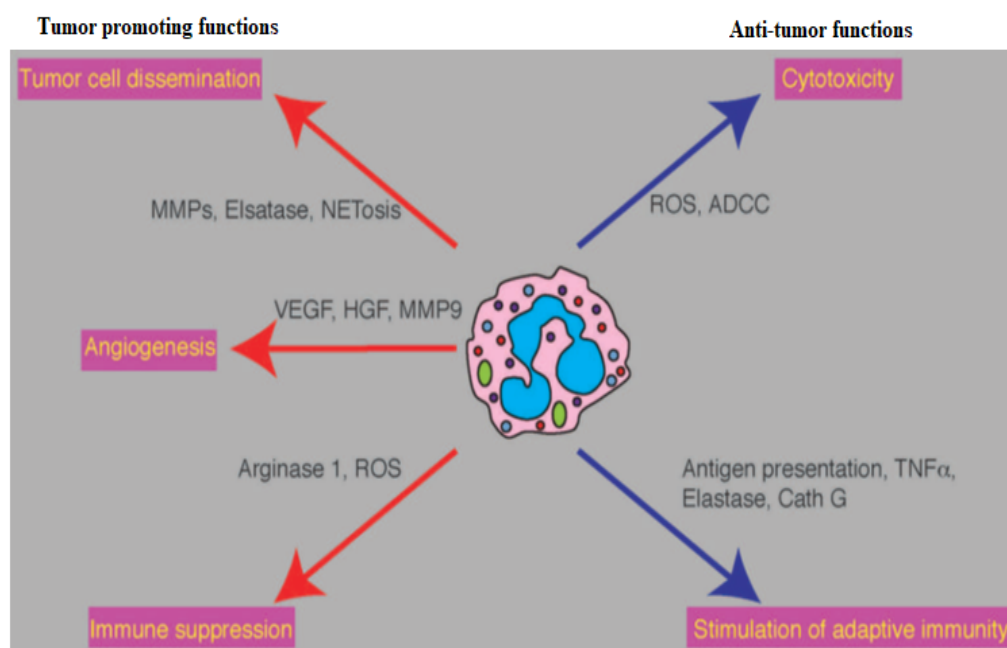 Tumor promoting functions
Anti-tumor functions
Tumor cell dissemination
Cytotoxicity
MMPs, Elsatase, NETosis
ROS, ADCC
VEGF, HGF, MMP9
Angiogenesis
Arginase 1, ROS
Antigen presentation, TNFα,
Elastase, Cath G
Immune suppression
Stimulation of adaptive immunity